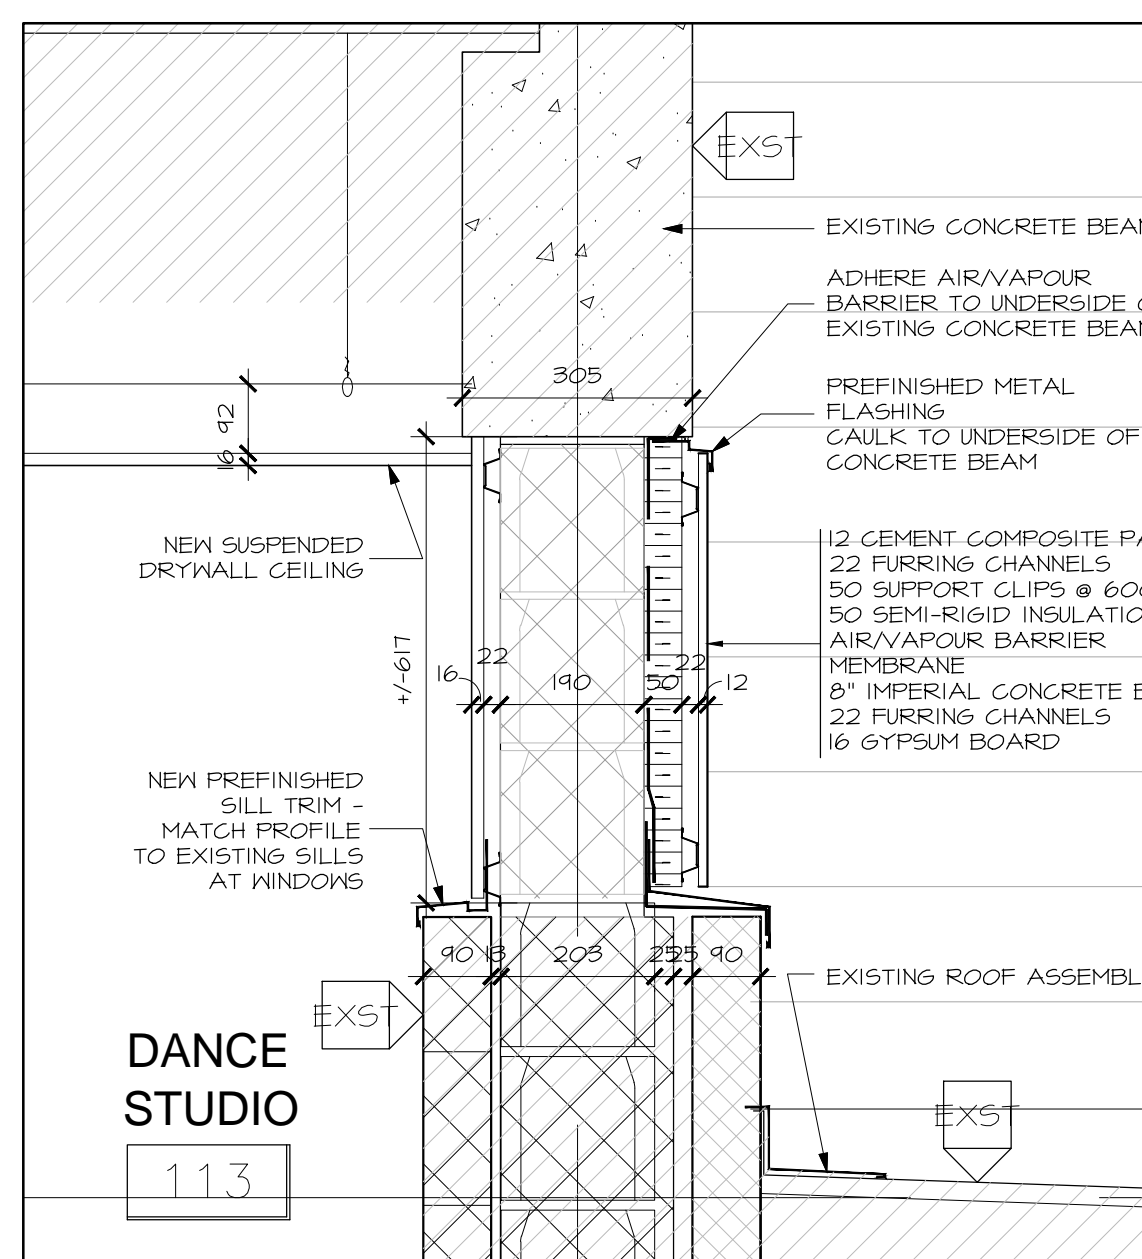 EXST
EXISTING CONCRETE
ADHERE AIR/VAPOUR
BARRIER TO UNDERSIDE
EXISTING CONCRETE
PREFINISHED METAL
FLASHING
CAULK TO UNDERSIDE OF
CONCRETE BEAM
305
92
16
NEW SUSPENDED
DRYWALL CEILING
12 CEMENT COMPOSITE
22 FURRING CHANNELS
50 SUPPORT CLIPS @
50 SEMI-RIGID
AIR/VAPOUR BARRIER
MEMBRANE
8" IMPERIAL CONCRETE
22 FURRING CHANNELS
16 GYPSUM BOARD
+/-617
16
22
190
50
22
12
NEW PREFINISHED
SILL TRIM -
MATCH PROFILE
TO EXISTING SILLS
AT WINDOWS
90 13 203 25 25 90
EXISTING ROOF
EXST
DANCE
STUDIO
113
EXST